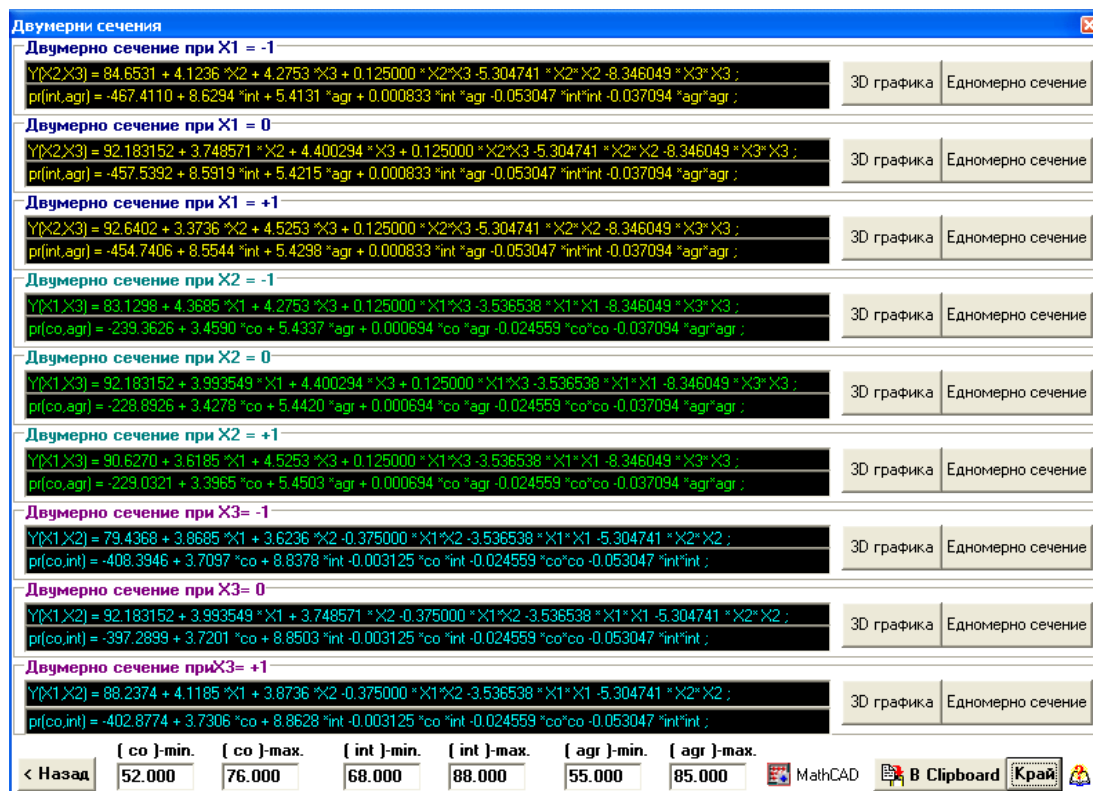 Двумерни сечения
Двумерно сечение при X1 = -1
Y(X2,X3) = 84.6531 + 4.1236 *X2 + 4.2753 *X3 + 0.125000 * X2*X3 -5.304741 * X2* X2 -8.346049 * X3* X3 ;
pr(int,agr) = -467.4110 + 8.6294 *int + 5.4131 *agr + 0.000833 *int *agr -0.053047 *int*int -0.037094 *agr*agr ;
3D графика Едномерно сечение
Двумерно сечение при X1 = 0
Y(X2,X3) = 92.183152 + 3.748571 * X2 + 4.400294 * X3 + 0.125000 * X2*X3 -5.304741 * X2* X2 -8.346049 * X3* X3 ;
pr(int,agr) = -457.5392 + 8.5919 *int + 5.4215 *agr + 0.000833 *int *agr -0.053047 *int*int -0.037094 *agr*agr ;
3D графика Едномерно сечение
Двумерно сечение при X1 = +1
Y(X2,X3) = 92.6402 + 3.3736 *X2 + 4.5253 *X3 + 0.125000 * X2*X3 -5.304741 * X2* X2 -8.346049 * X3* X3 ;
pr(int,agr) = -454.7406 + 8.5544 *int + 5.4298 *agr + 0.000833 *int *agr -0.053047 *int*int -0.037094 *agr*agr ;
3D графика Едномерно сечение
Двумерно сечение при X2 = -1
Y(X1,X3) = 83.1298 + 4.3685 *X1 + 4.2753 *X3 + 0.125000 * X1*X3 -3.536538 * X1* X1 -8.346049 * X3* X3 ;
pr(co,agr) = -239.3626 + 3.4590 *co + 5.4337 *agr + 0.000694 *co *agr -0.024559 *co*co -0.037094 *agr*agr ;
3D графика Едномерно сечение
Двумерно сечение при X2 = 0
Y(X1,X3) = 92.183152 + 3.993549 * X1 + 4.400294 * X3 + 0.125000 * X1*X3 -3.536538 * X1* X1 -8.346049 * X3* X3 ;
pr(co,agr) = -228.8926 + 3.4278 *co + 5.4420 *agr + 0.000694 *co *agr -0.024559 *co*co -0.037094 *agr*agr ;
3D графика Едномерно сечение
Двумерно сечение при X2 = +1
Y(X1,X3) = 90.6270 + 3.6185 *X1 + 4.5253 *X3 + 0.125000 * X1*X3 -3.536538 * X1* X1 -8.346049 * X3* X3 ;
pr(co,agr) = -229.0321 + 3.3965 *co + 5.4503 *agr + 0.000694 *co *agr -0.024559 *co*co -0.037094 *agr*agr ;
3D графика Едномерно сечение
Двумерно сечение при X3= -1
Y(X1,X2) = 79.4368 + 3.8685 *X1 + 3.6236 *X2 -0.375000 * X1*X2 -3.536538 * X1* X1 -5.304741 * X2* X2 ;
pr(co,int) = -408.3946 + 3.7097 *co + 8.8378 *int -0.003125 *co *int -0.024559 *co*co -0.053047 *int*int ;
3D графика Едномерно сечение
Двумерно сечение при X3= 0
Y(X1,X2) = 92.183152 + 3.993549 * X1 + 3.748571 * X2 -0.375000 * X1*X2 -3.536538 * X1* X1 -5.304741 * X2* X2 ;
pr(co,int) = -397.2899 + 3.7201 *co + 8.8503 *int -0.003125 *co *int -0.024559 *co*co -0.053047 *int*int ;
3D графика Едномерно сечение
Двумерно сечение приX3= +1
Y(X1,X2) = 88.2374 + 4.1185 *X1 + 3.8736 *X2 -0.375000 * X1*X2 -3.536538 * X1* X1 -5.304741 * X2* X2 ;
pr(co,int) = -402.8774 + 3.7306 *co + 8.8628 *int -0.003125 *co *int -0.024559 *co*co -0.053047 *int*int ;
3D графика Едномерно сечение
( co )-min. ( co )-max. ( int )-min. ( int )-max. ( agr )-min. ( agr )-max.
< Назад 52.000 76.000 68.000 88.000 55.000 85.000 MathCAD В Clipboard Край